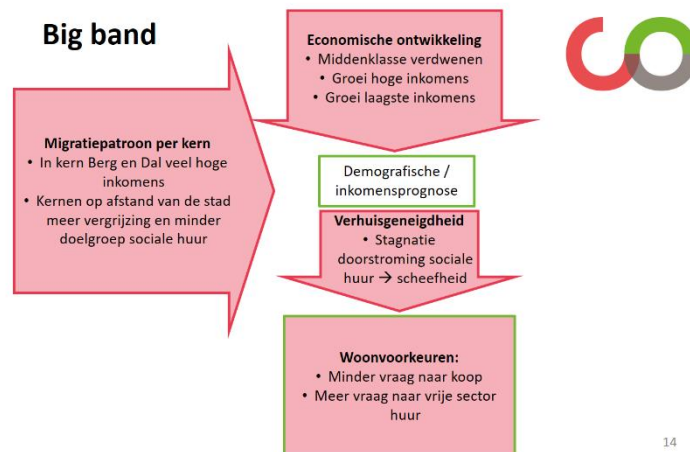 Big band
Economische ontwikkeling
• Middenklasse verdwenen
• Groei hoge inkomens
• Groei laagste inkomens
Migratiepatroon per kern
• In kern Berg en Dal veel hoge
inkomens
• Kernen op afstand van de stad
meer vergrijzing en minder
doelgroep sociale huur
Demografische /
inkomensprognose
Verhuisgeneigdheid
• Stagnatie
doorstroming sociale
huur → scheefheid
Woonvoorkeuren:
• Minder vraag naar koop
• Meer vraag naar vrije sector
huur
14